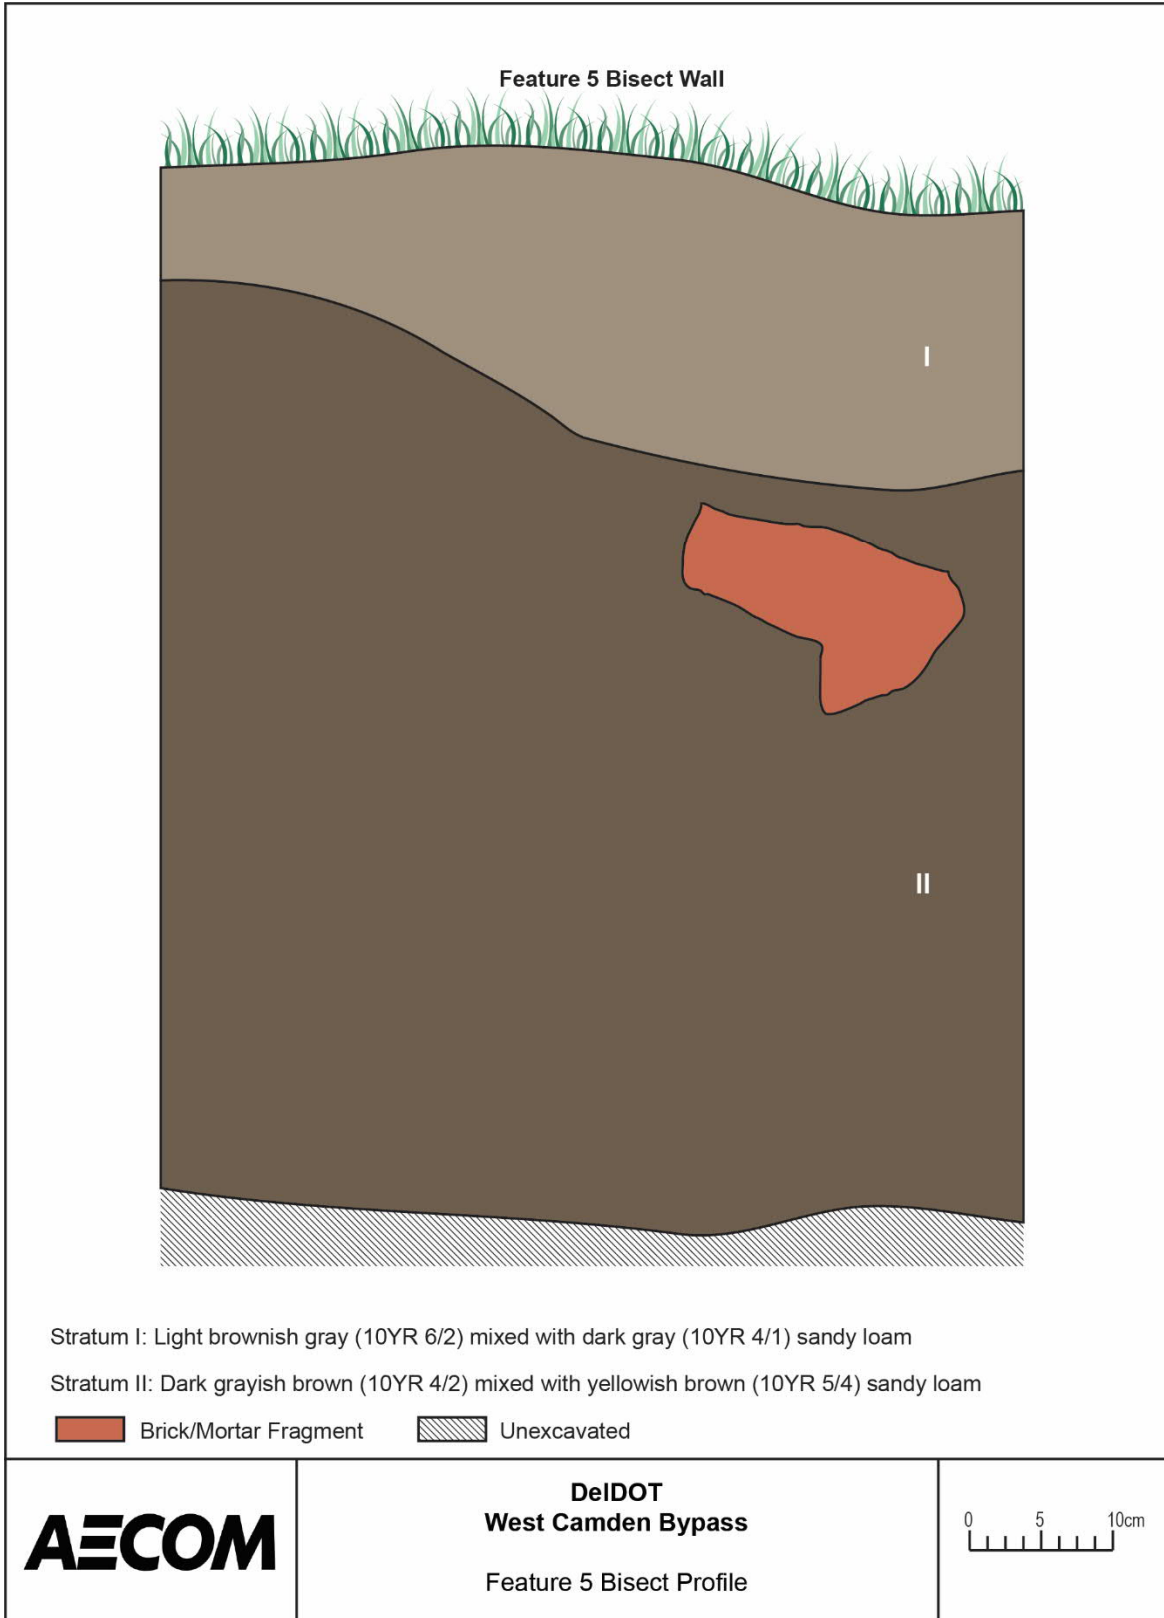 Feature 5 Bisect Wall
I
II
Stratum I: Light brownish gray (10YR 6/2) mixed with dark gray (10YR 4/1) sandy loam
Stratum II: Dark grayish brown (10YR 4/2) mixed with yellowish brown (10YR 5/4) sandy loam
Brick/Mortar Fragment Unexcavated
AECOM
DelDOT
West Camden Bypass
Feature 5 Bisect Profile
0 5 10cm